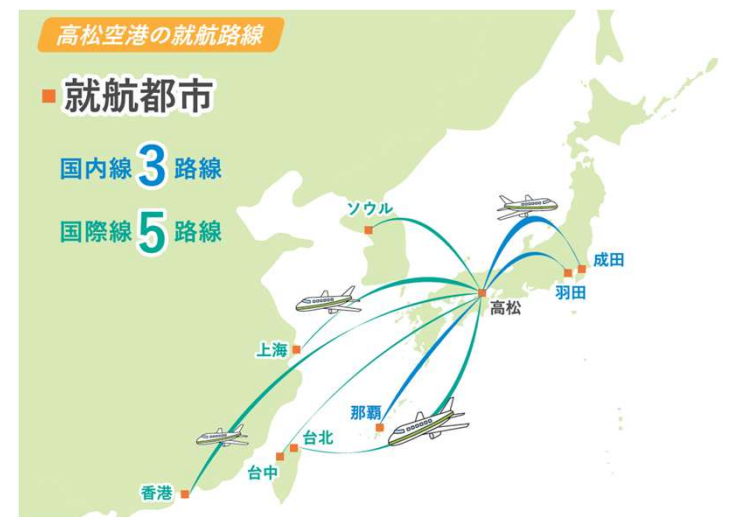 高松空港の就航路線
就航都市
国内線3路線
国際線5路線
ソウル
成田
羽田
高松
上海
那覇
台北
台中
香港